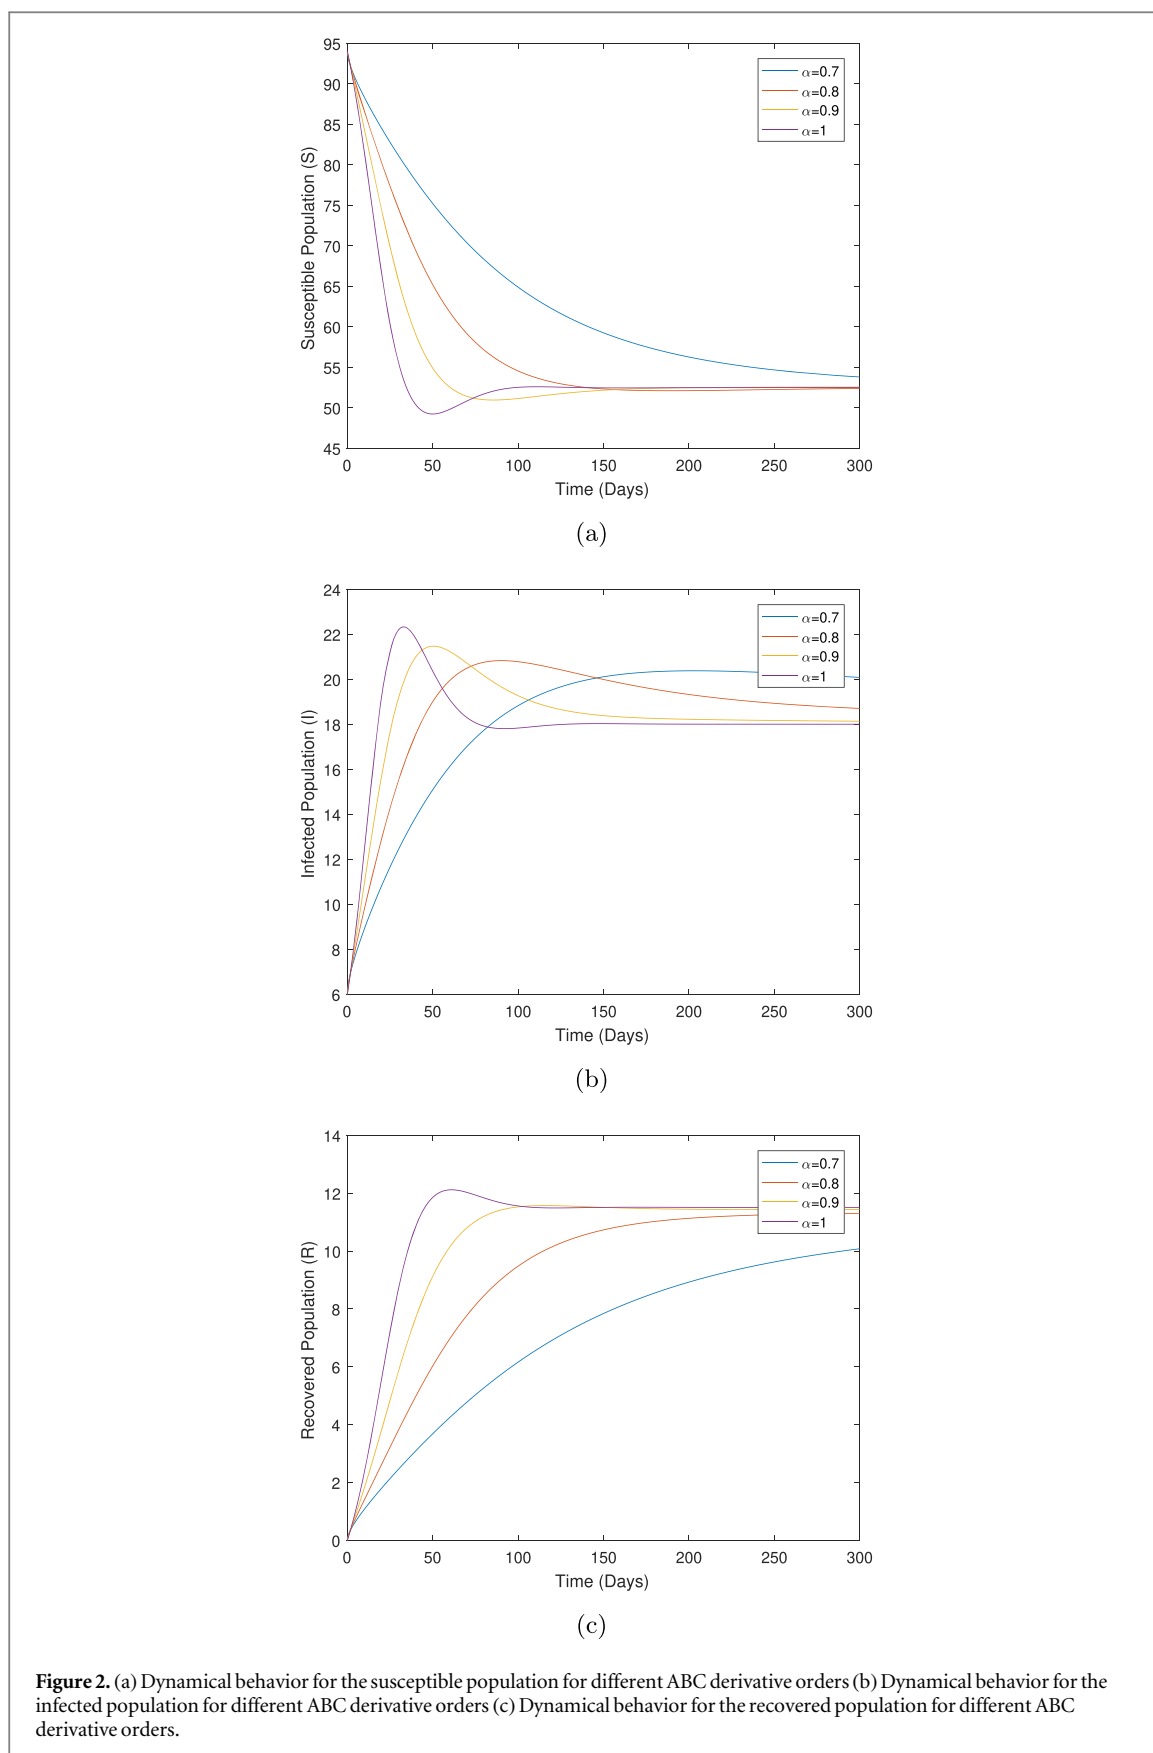 95
90
85
80
75
70
65
60
55
50
45
Susceptible Population (S)
α=0.7
α=0.8
α=0.9
α=1
0 50 100 150 200 250 300
Time (Days)
(a)
24
22
20
18
16
14
12
10
8
6
Infected Population (I)
α=0.7
α=0.8
α=0.9
α=1
0 50 100 150 200 250 300
Time (Days)
(b)
14
12
10
8
6
4
2
0
Recovered Population (R)
α=0.7
α=0.8
α=0.9
α=1
0 50 100 150 200 250 300
Time (Days)
(c)
Figure 2. (a) Dynamical behavior for the susceptible population for different ABC derivative orders (b) Dynamical behavior for the
infected population for different ABC derivative orders (c) Dynamical behavior for the recovered population for different ABC
derivative orders.